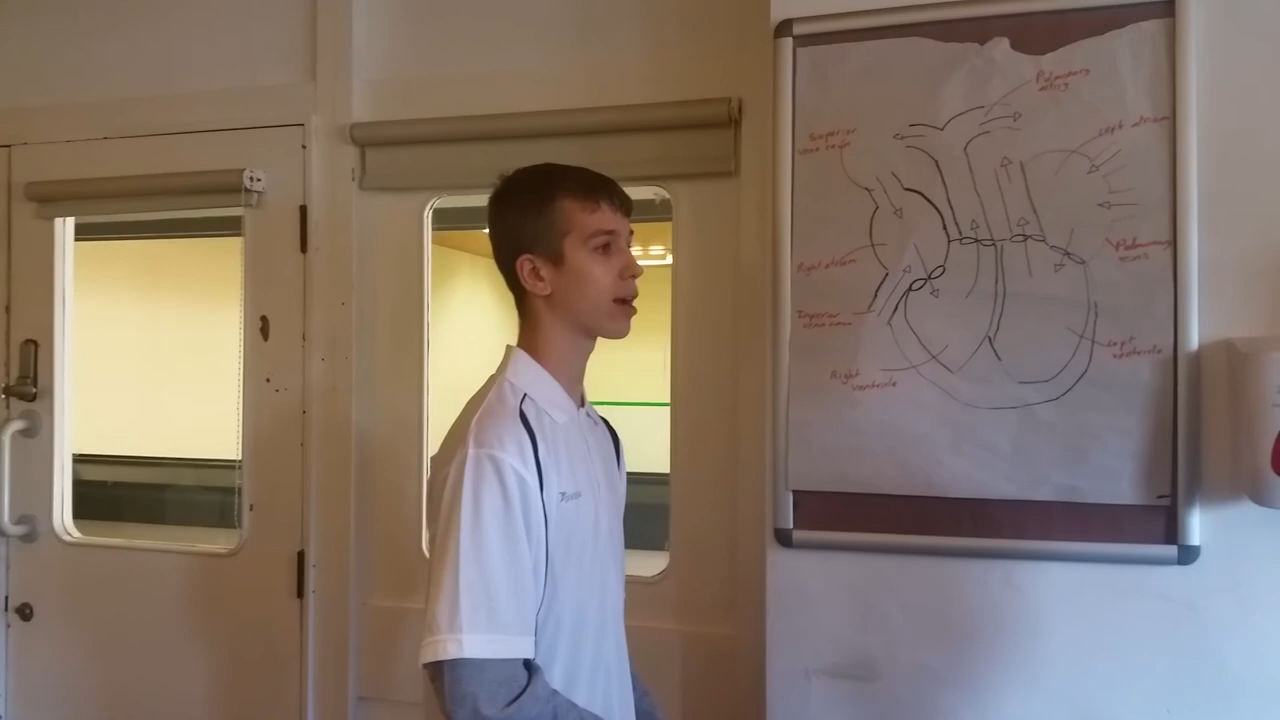 Pulmonary
artery
Superior
vena cava
Left atrium
Right atrium
Pulmonary
veins
Inferior
vena cava
Left
ventricle
Right
ventricle